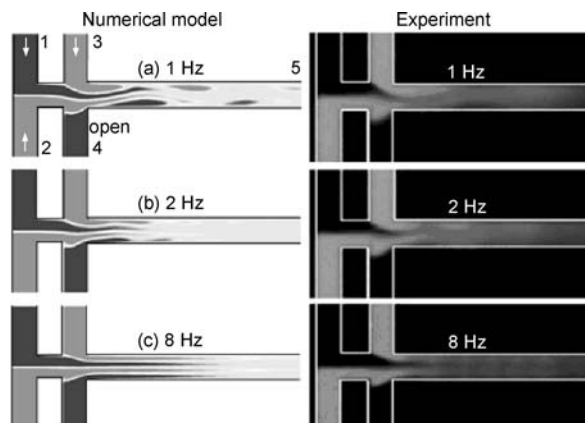 Numerical model
Experiment
1
3
(a) 1 Hz
5
1 Hz
open
2
4
(b) 2 Hz
2 Hz
(c) 8 Hz
8 Hz